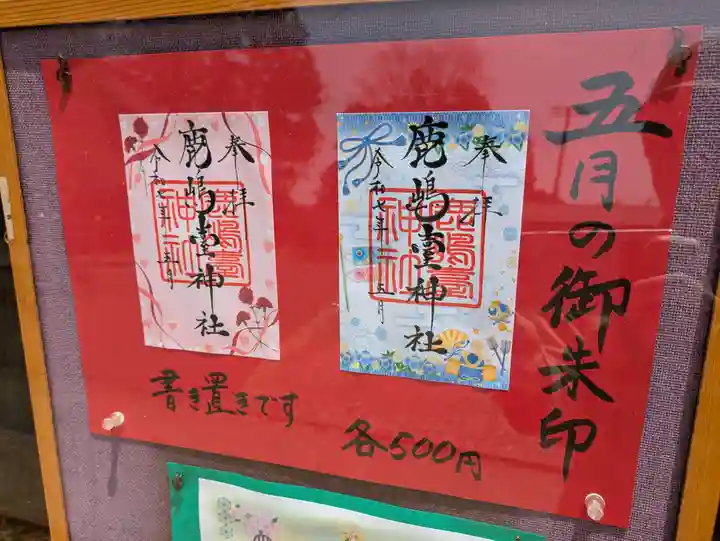 五月の御朱印
奉拝
鹿嶋堂神社
令和七年 五月
奉拝
鹿嶋堂神社
令和七年 五月
書き置きです
各500円